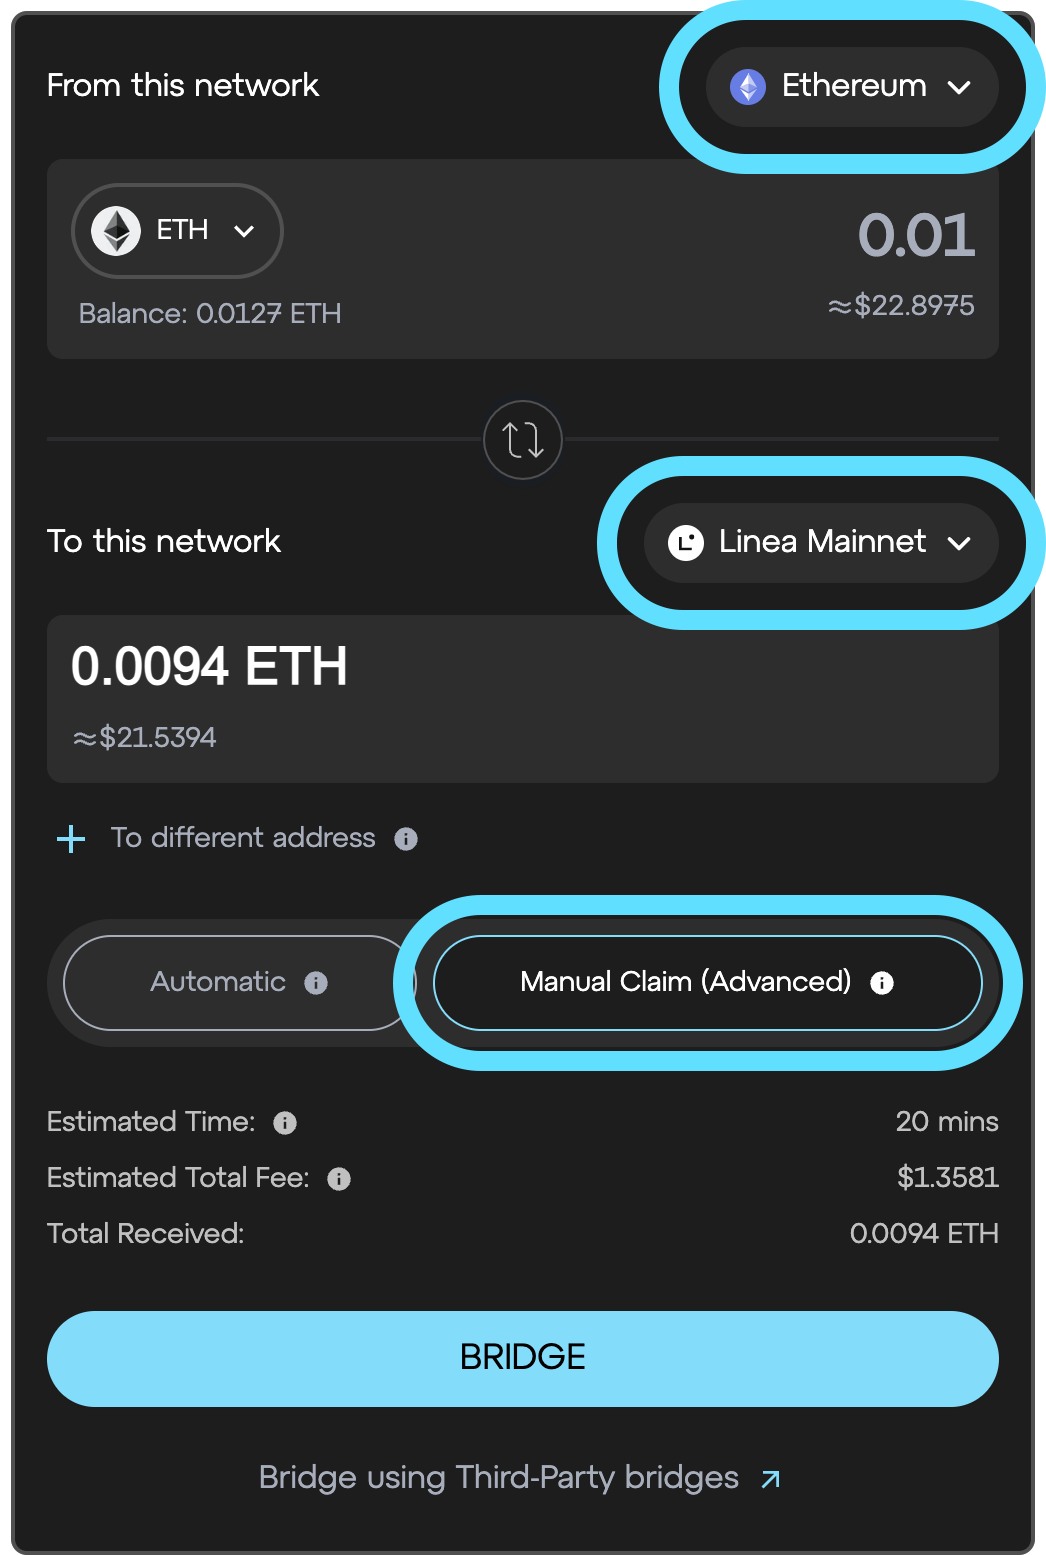 From this network
Ethereum
ETH
0.01
Balance: 0.0127 ETH
≈$22.8975
To this network
Linea Mainnet
0.0094 ETH
≈$21.5394
To different address
Automatic
Manual Claim (Advanced)
Estimated Time:
20 mins
Estimated Total Fee:
$1.3581
Total Received:
0.0094 ETH
BRIDGE
Bridge using Third-Party bridges